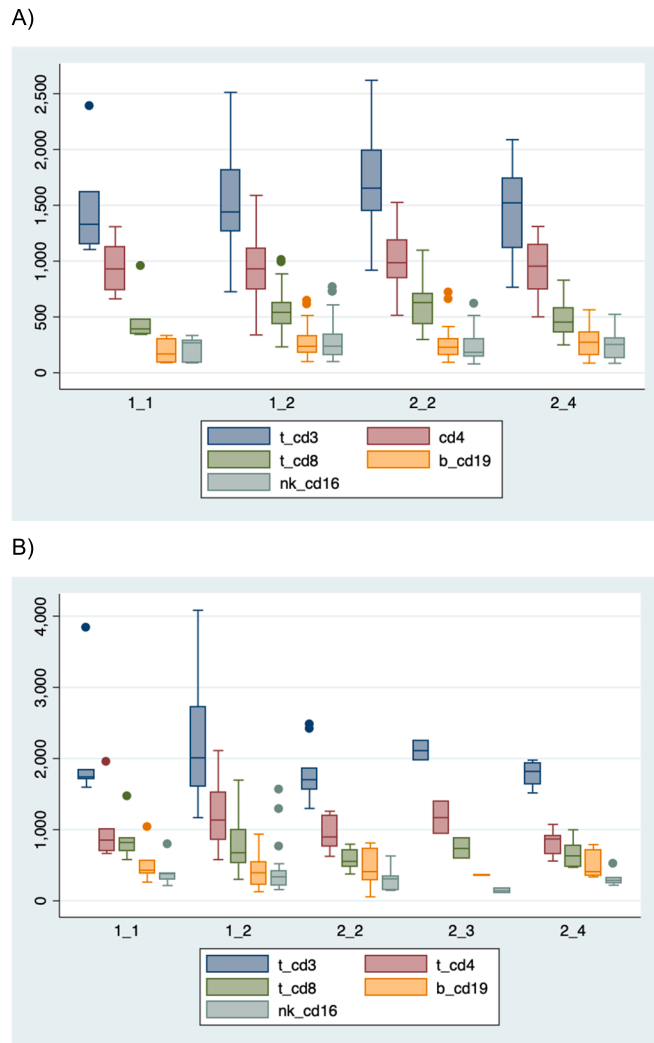 A)
2,500
2,000
1,500
1,000
500
0
1_1 1_2 2_2 2_4
t_cd3 cd4
t_cd8 b_cd19
nk_cd16
B)
4,000
3,000
2,000
1,000
0
1_1 1_2 2_2 2_3 2_4
t_cd3 t_cd4
t_cd8 b_cd19
nk_cd16